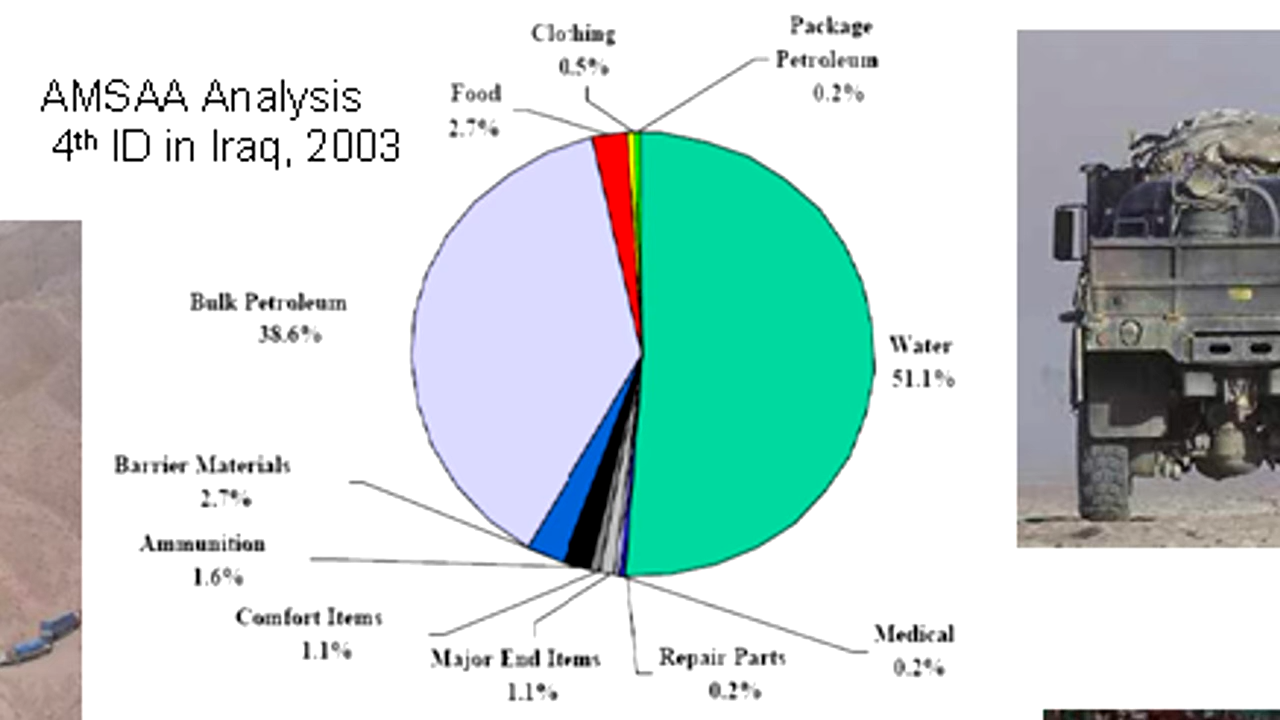 AMSAA Analysis
4th ID in Iraq, 2003
Clothing
0.5%
Package
Petroleum
0.2%
Food
2.7%
Bulk Petroleum
38.6%
Water
51.1%
Barrier Materials
2.7%
Ammunition
1.6%
Comfort Items
1.1%
Major End Items
1.1%
Repair Parts
0.2%
Medical
0.2%